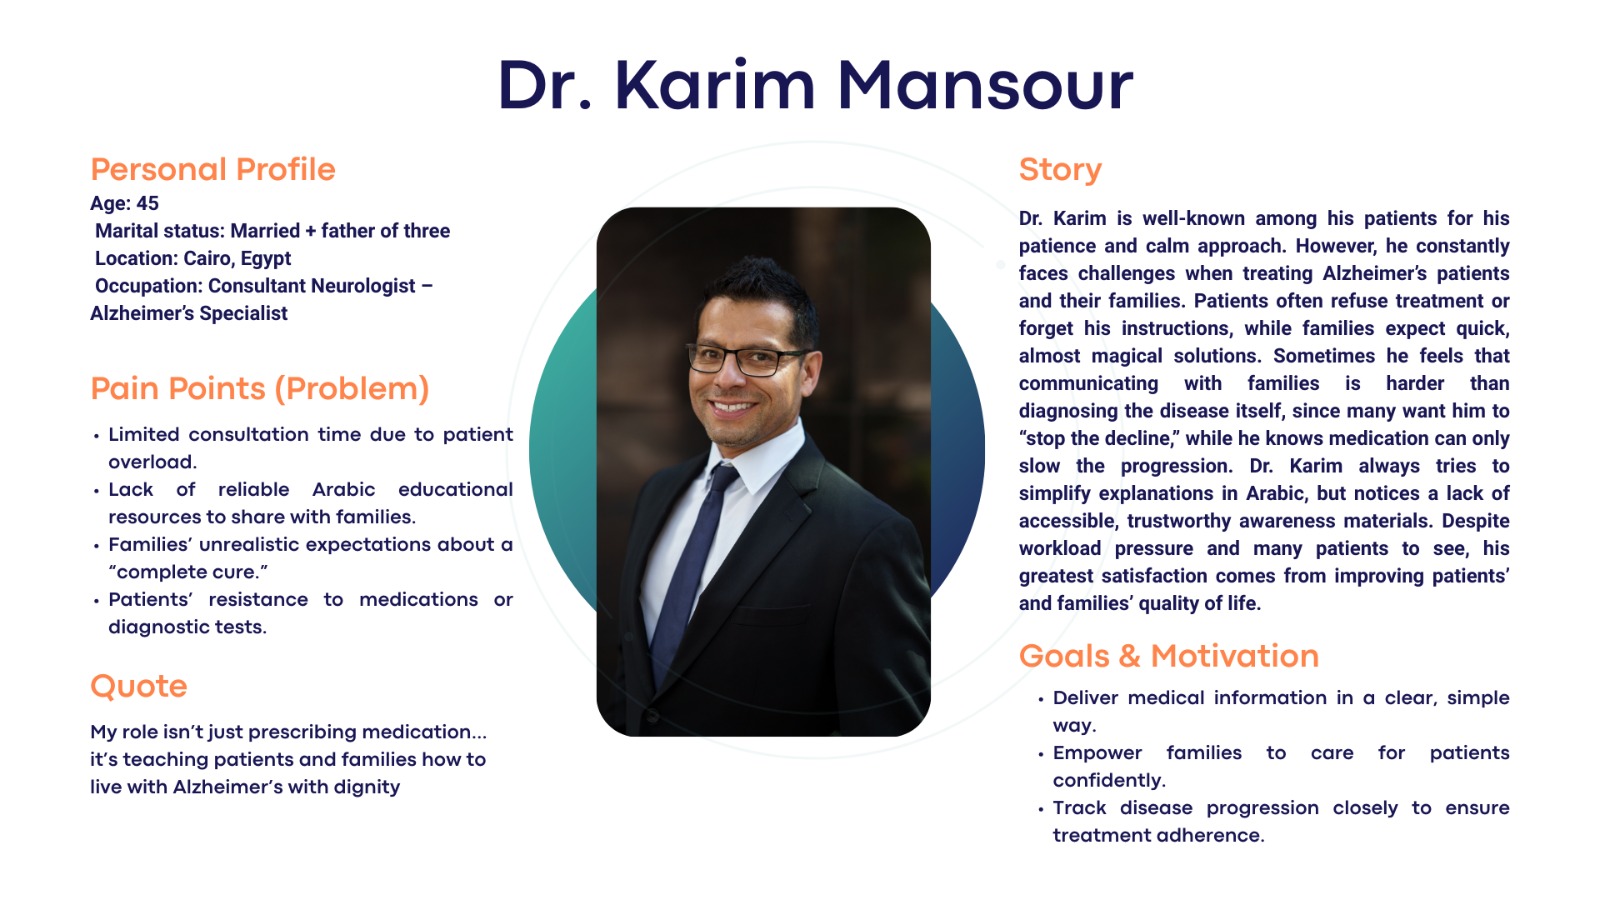 Dr. Karim Mansour
Personal Profile
Age: 45
Marital status: Married + father of three
Location: Cairo, Egypt
Occupation: Consultant Neurologist –
Alzheimer’s Specialist
Pain Points (Problem)
• Limited consultation time due to patient
overload.
• Lack of reliable Arabic educational
resources to share with families.
• Families’ unrealistic expectations about a
“complete cure.”
• Patients’ resistance to medications or
diagnostic tests.
Quote
My role isn’t just prescribing medication...
it’s teaching patients and families how to
live with Alzheimer’s with dignity
Story
Dr. Karim is well-known among his patients for his
patience and calm approach. However, he constantly
faces challenges when treating Alzheimer’s patients
and their families. Patients often refuse treatment or
forget his instructions, while families expect quick,
almost magical solutions. Sometimes he feels that
communicating with families is harder than
diagnosing the disease itself, since many want him to
“stop the decline,” while he knows medication can only
slow the progression. Dr. Karim always tries to
simplify explanations in Arabic, but notices a lack of
accessible, trustworthy awareness materials. Despite
workload pressure and many patients to see, his
greatest satisfaction comes from improving patients’
and families’ quality of life.
Goals & Motivation
• Deliver medical information in a clear, simple
way.
• Empower families to care for patients
confidently.
• Track disease progression closely to ensure
treatment adherence.